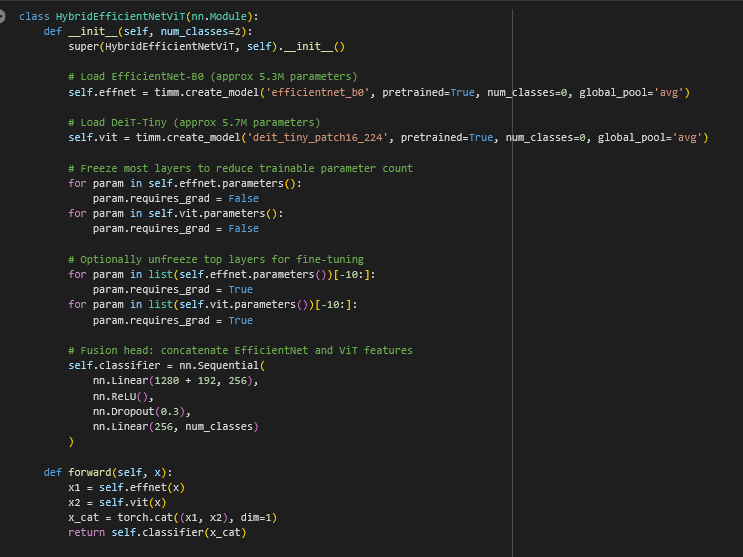 class HybridEfficientNetViT(nn.Module):
    def __init__(self, num_classes=2):
        super(HybridEfficientNetViT, self).__init__()

        # Load EfficientNet-B0 (approx 5.3M parameters)
        self.effnet = timm.create_model('efficientnet_b0', pretrained=True, num_classes=0, global_pool='avg')

        # Load DeiT-Tiny (approx 5.7M parameters)
        self.vit = timm.create_model('deit_tiny_patch16_224', pretrained=True, num_classes=0, global_pool='avg')

        # Freeze most layers to reduce trainable parameter count
        for param in self.effnet.parameters():
            param.requires_grad = False
        for param in self.vit.parameters():
            param.requires_grad = False

        # Optionally unfreeze top layers for fine-tuning
        for param in list(self.effnet.parameters())[-10:]:
            param.requires_grad = True
        for param in list(self.vit.parameters())[-10:]:
            param.requires_grad = True

        # Fusion head: concatenate EfficientNet and ViT features
        self.classifier = nn.Sequential(
            nn.Linear(1280 + 192, 256),
            nn.ReLU(),
            nn.Dropout(0.3),
            nn.Linear(256, num_classes)
        )

    def forward(self, x):
        x1 = self.effnet(x)
        x2 = self.vit(x)
        x_cat = torch.cat((x1, x2), dim=1)
        return self.classifier(x_cat)